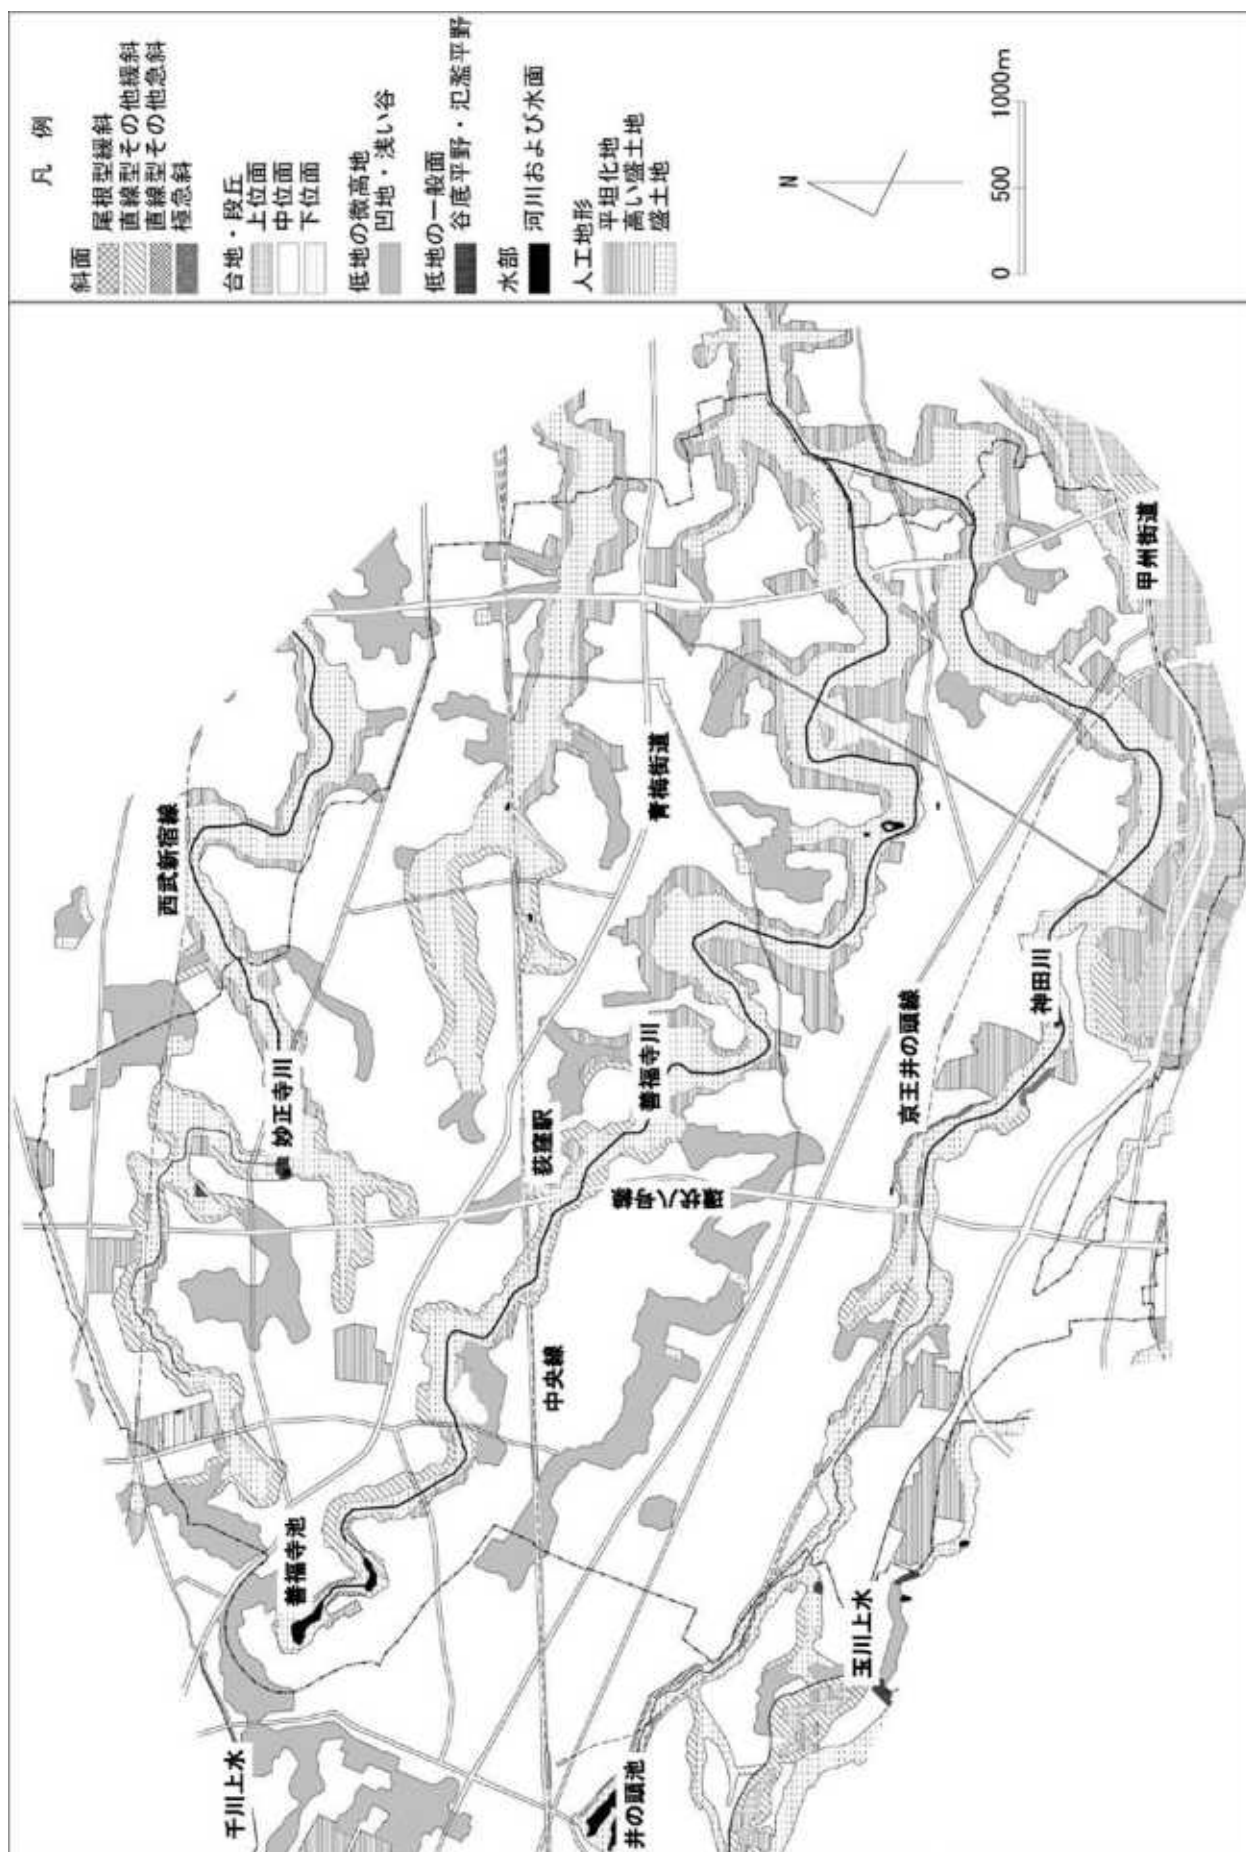 凡 例
斜面
尾根型緩斜
直線型その他緩斜
直線型その他急斜
極急斜
台地・段丘
上位面
中位面
下位面
低地の微高地
凹地・浅い谷
低地の一般面
谷底平野・氾濫平野
水部
河川および水面
人工地形
平坦化地
高い盛土地
盛土地
N
0 500 1000m
千川上水
善福寺池
妙正寺川
西武新宿線
中央線
荻窪駅
青梅街道
善福寺川
環状八号線
井の頭池
玉川上水
京王井の頭線
神田川
甲州街道